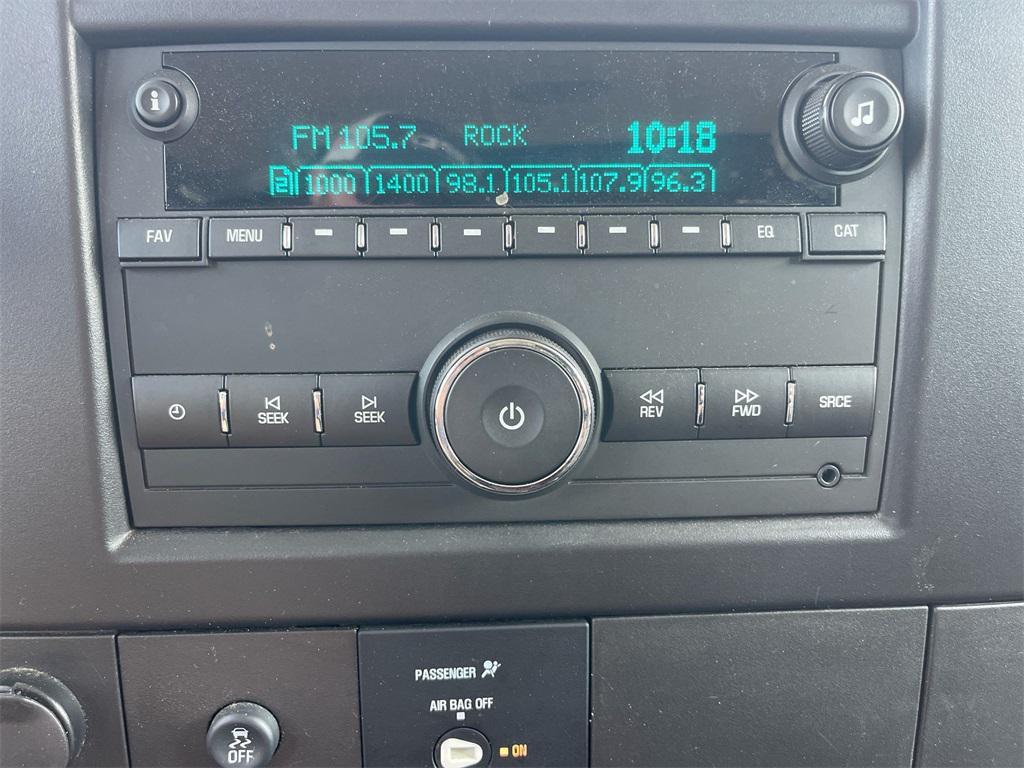 FM 105.7 ROCK 10:18
2 1000 1400 98.1 105.1 107.9 96.3
FAV MENU EQ CAT
SEEK SEEK REV FWD SRCE
PASSENGER
AIR BAG OFF
OFF
ON